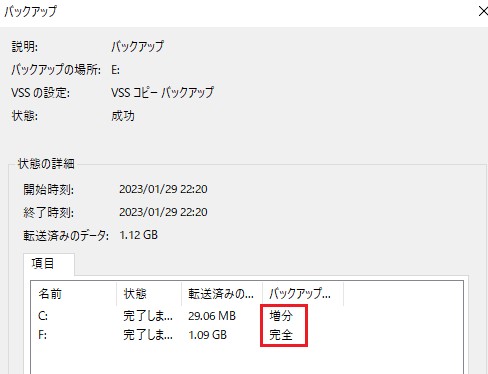 バックアップ
説明: バックアップ
バックアップの場所: E:
VSS の設定: VSS コピー バックアップ
状態: 成功
状態の詳細
開始時刻: 2023/01/29 22:20
終了時刻: 2023/01/29 22:20
転送済みのデータ: 1.12 GB
項目
名前 状態 転送済みの... バックアップ...
C: 完了しま... 29.06 MB 増分
F: 完了しま... 1.09 GB 完全